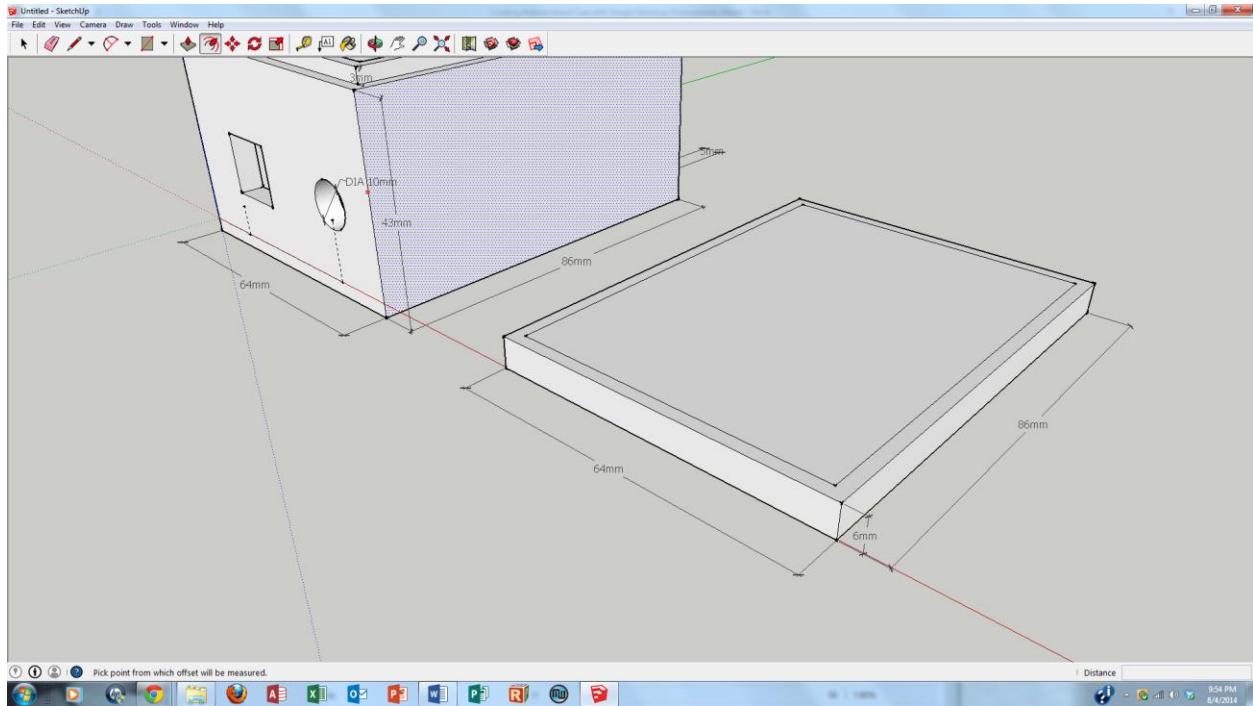 Untitled - SketchUp
File Edit View Camera Draw Tools Window Help
A1
3mm
DIA 10mm
43mm
5mm
86mm
64mm
86mm
64mm
6mm
Pick point from which offset will be measured.
Distance
9:54 PM
8/4/2014